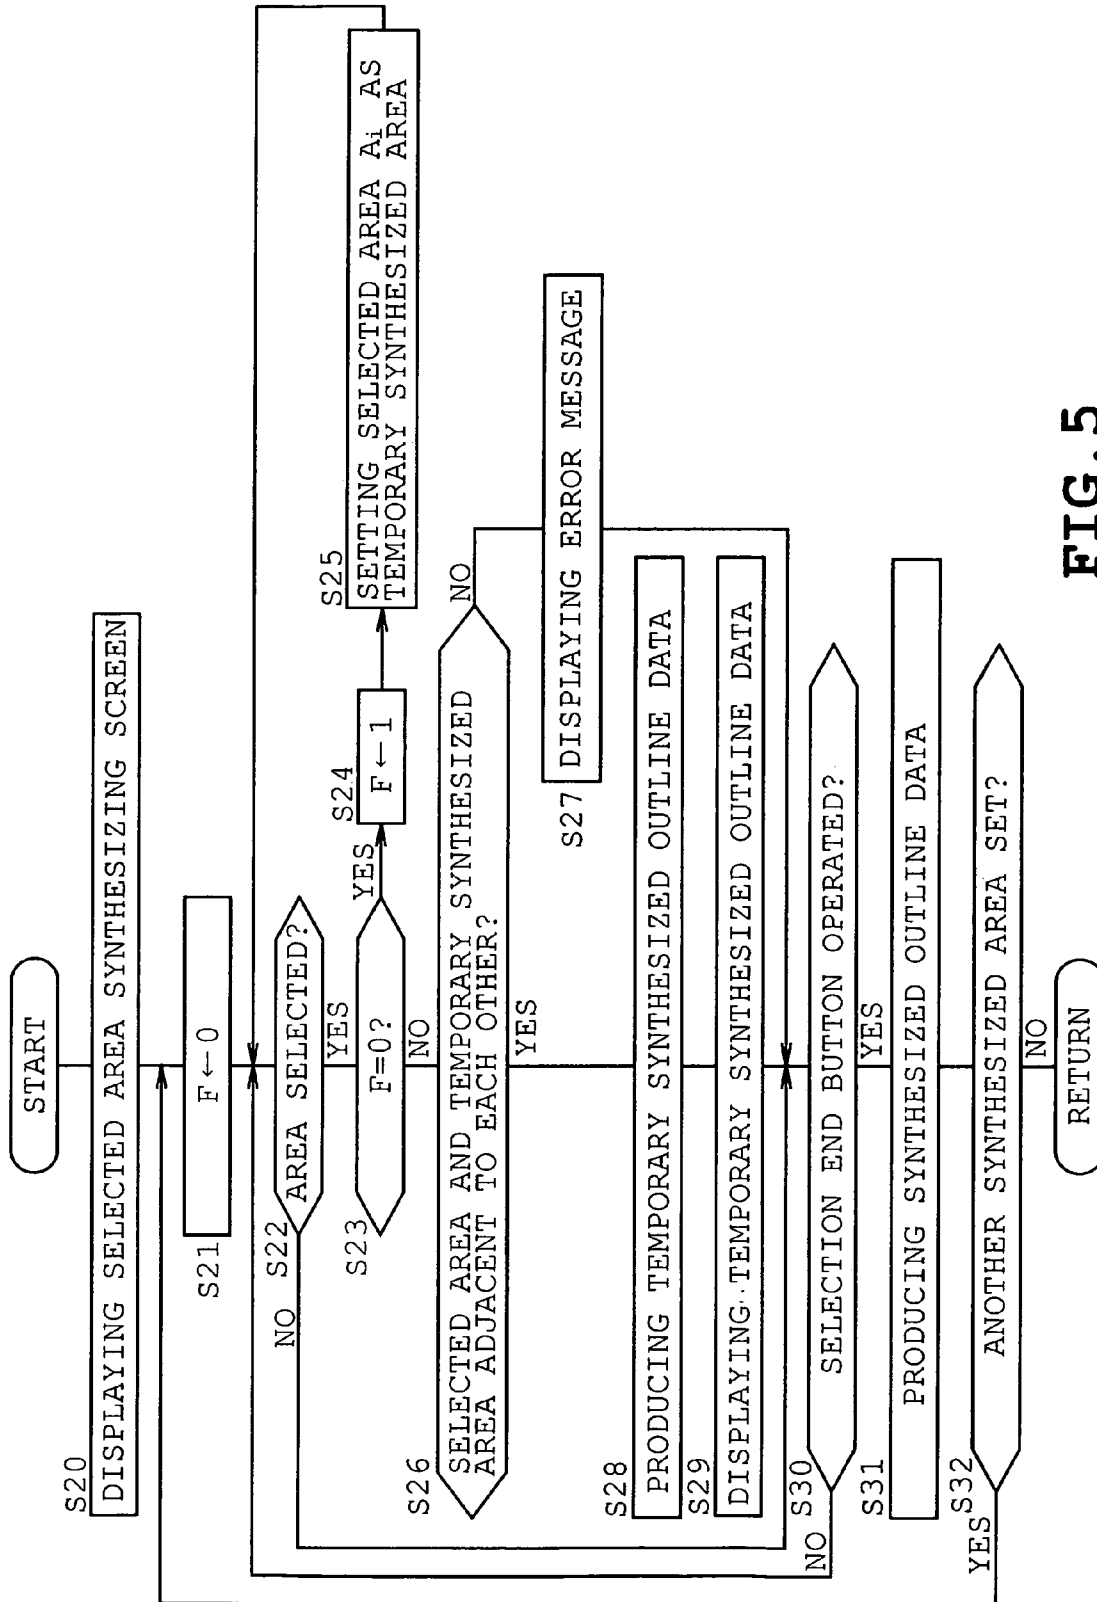 START
S20
DISPLAYING SELECTED AREA SYNTHESIZING SCREEN
S21
F←0
S22
AREA SELECTED?
NO
YES
S23
F=0?
YES
NO
S24
F←1
S25
SETTING SELECTED AREA Ai AS
TEMPORARY SYNTHESIZED AREA
S26
SELECTED AREA AND TEMPORARY SYNTHESIZED
AREA ADJACENT TO EACH OTHER?
NO
YES
S27
DISPLAYING ERROR MESSAGE
S28
PRODUCING TEMPORARY SYNTHESIZED OUTLINE DATA
S29
DISPLAYING TEMPORARY SYNTHESIZED OUTLINE DATA
S30
SELECTION END BUTTON OPERATED?
NO
YES
S31
PRODUCING SYNTHESIZED OUTLINE DATA
S32
ANOTHER SYNTHESIZED AREA SET?
YES
NO
RETURN
FIG.5